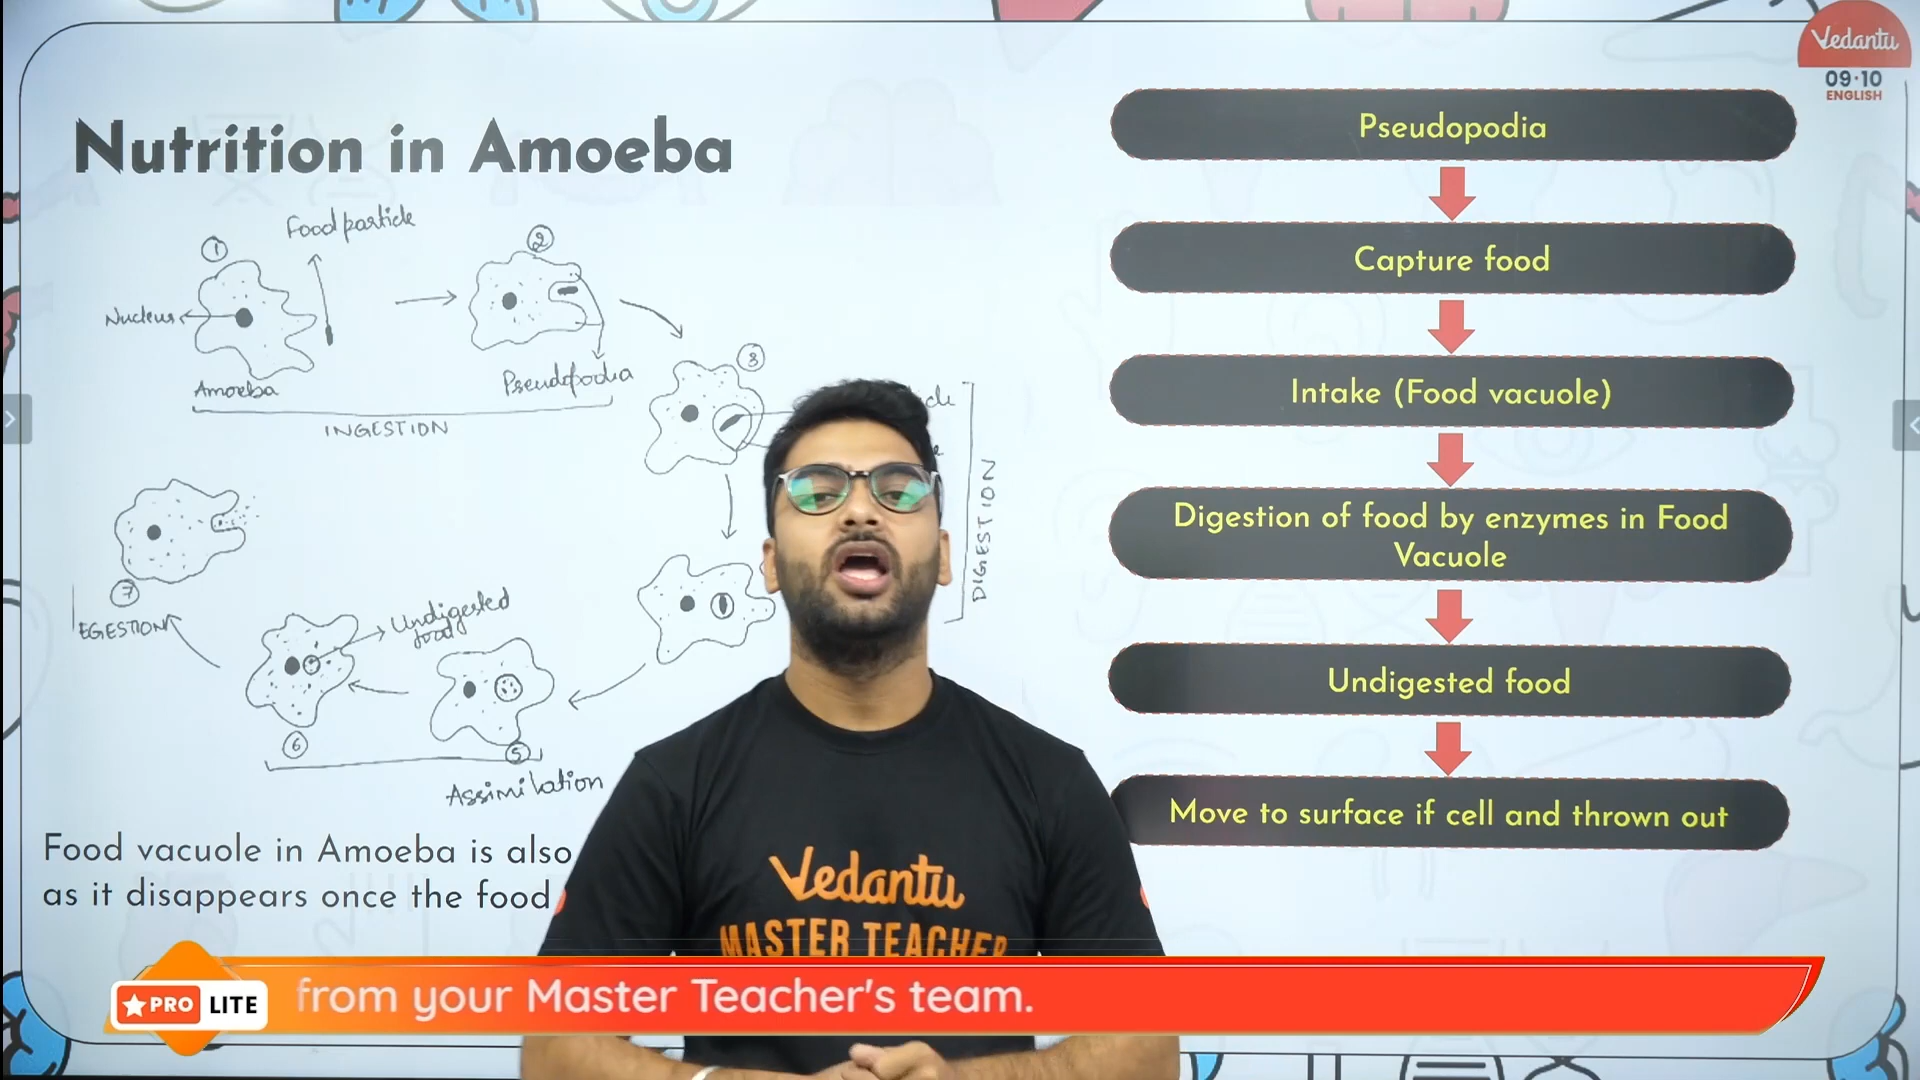 Vedantu
09·10
ENGLISH
Nutrition in Amoeba
Food particle
1
2
Nucleus
Amoeba
Pseudopodia
INGESTION
3
DIGESTION
7
EGESTION
Undigested
food
6
5
Assimilation
Food vacuole in Amoeba is also
as it disappears once the food
Pseudopodia
Capture food
Intake (Food vacuole)
Digestion of food by enzymes in Food
Vacuole
Undigested food
Move to surface if cell and thrown out
Vedantu
MASTER TEACHER
PRO LITE
from your Master Teacher's team.